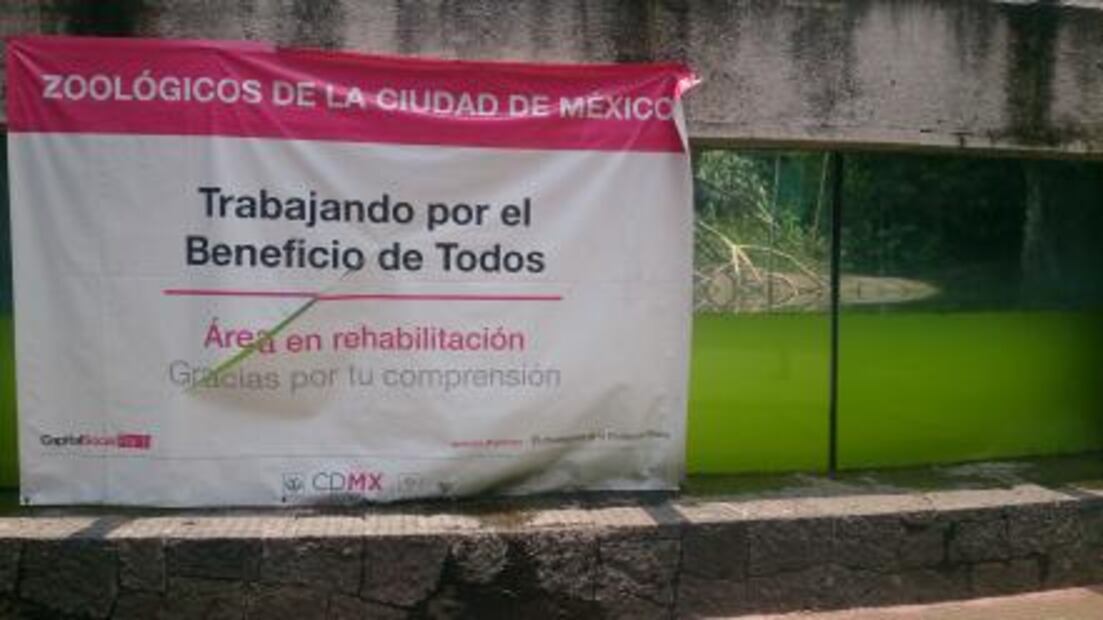 ZOOLÓGICOS DE LA CIUDAD DE MÉXICO
Trabajando por el
Beneficio de Todos
Área en rehabilitación
Gracias por tu comprensión
CapitalSocial
CDMX